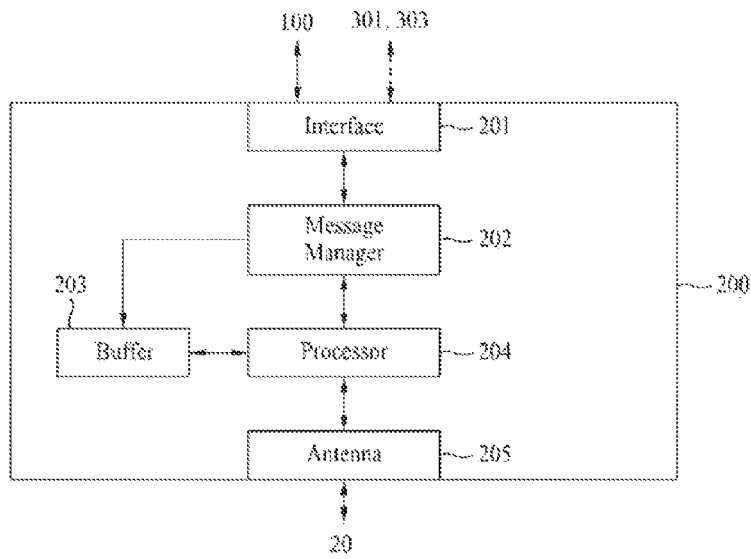 100 301, 303
Interface 201
Message
Manager 202
203
200
Buffer Processor 204
Antenna 205
20